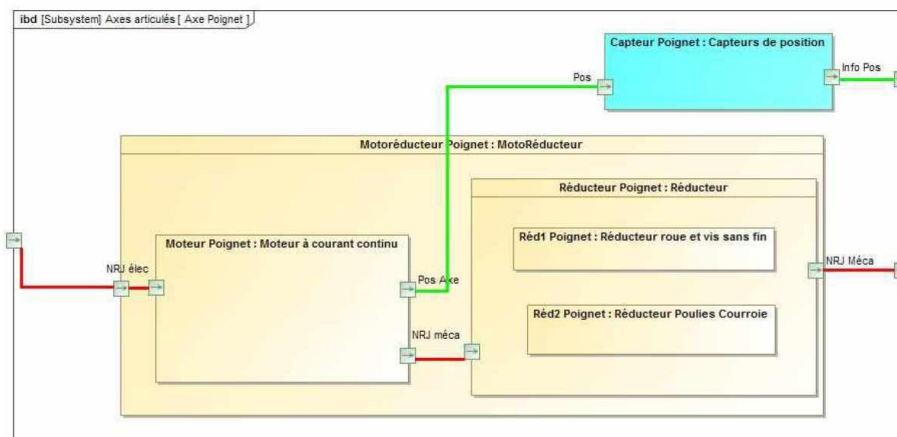 ibd [Subsystem] Axes articulés [ Axe Poignet ]
Capteur Poignet : Capteurs de position
Pos
Info Pos
Motoréducteur Poignet : MotoRéducteur
Réducteur Poignet : Réducteur
Moteur Poignet : Moteur à courant continu
Réd1 Poignet : Réducteur roue et vis sans fin
NRJ élec
Pos Axe
NRJ Méca
Réd2 Poignet : Réducteur Poulies Courroie
NRJ méca